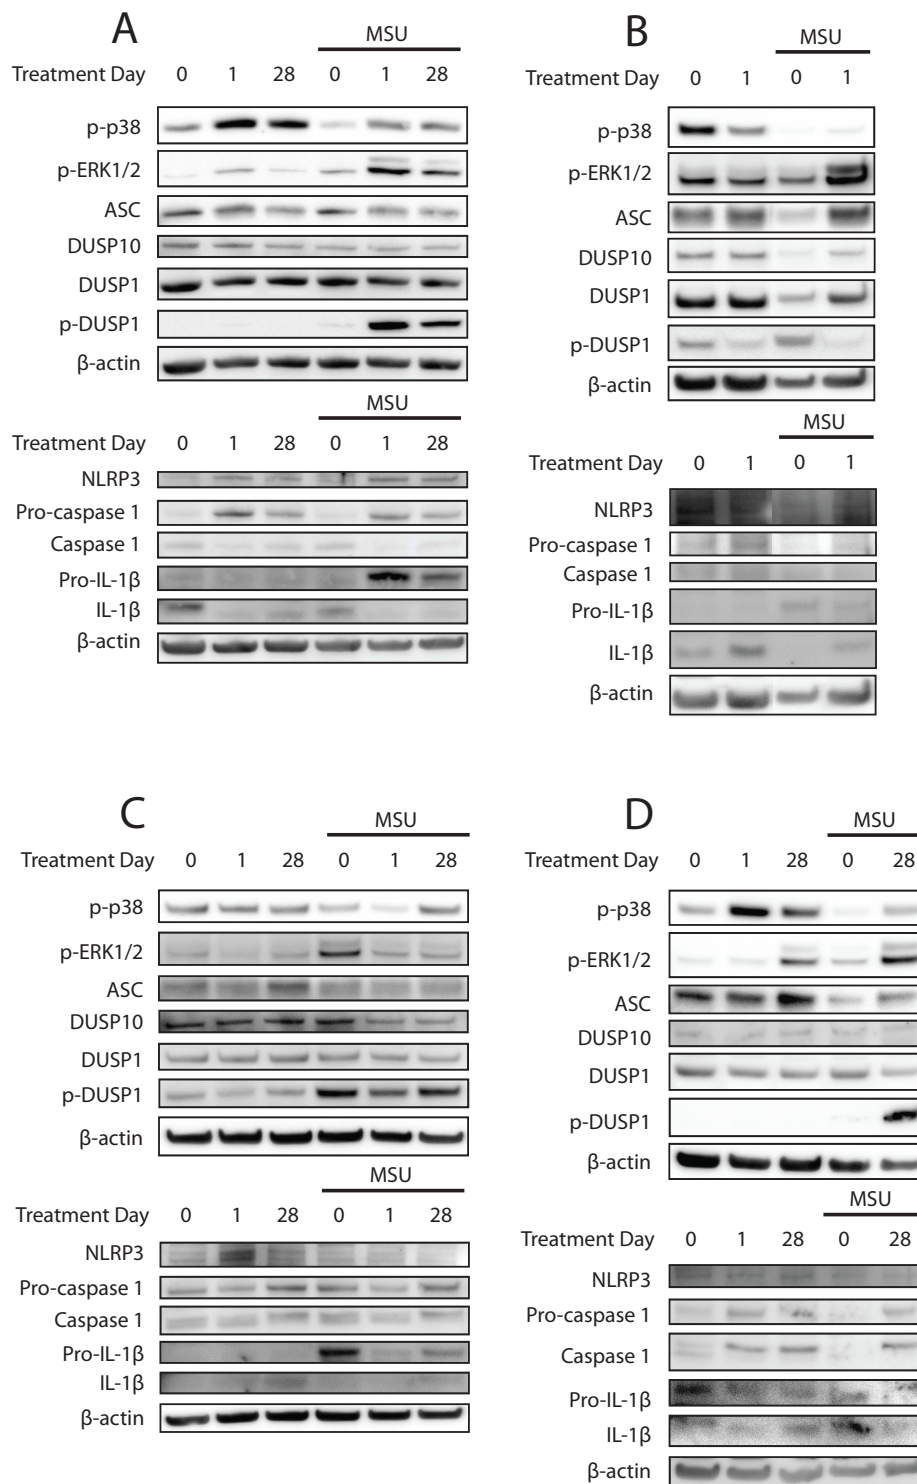 A
MSU
Treatment Day 0 1 28 0 1 28
p-p38
p-ERK1/2
ASC
DUSP10
DUSP1
p-DUSP1
β-actin
MSU
Treatment Day 0 1 28 0 1 28
NLRP3
Pro-caspase 1
Caspase 1
Pro-IL-1β
IL-1β
β-actin
B
MSU
Treatment Day 0 1 0 1
p-p38
p-ERK1/2
ASC
DUSP10
DUSP1
p-DUSP1
β-actin
MSU
Treatment Day 0 1 0 1
NLRP3
Pro-caspase 1
Caspase 1
Pro-IL-1β
IL-1β
β-actin
C
MSU
Treatment Day 0 1 28 0 1 28
p-p38
p-ERK1/2
ASC
DUSP10
DUSP1
p-DUSP1
β-actin
MSU
Treatment Day 0 1 28 0 1 28
NLRP3
Pro-caspase 1
Caspase 1
Pro-IL-1β
IL-1β
β-actin
D
MSU
Treatment Day 0 1 28 0 28
p-p38
p-ERK1/2
ASC
DUSP10
DUSP1
p-DUSP1
β-actin
MSU
Treatment Day 0 1 28 0 28
NLRP3
Pro-caspase 1
Caspase 1
Pro-IL-1β
IL-1β
β-actin